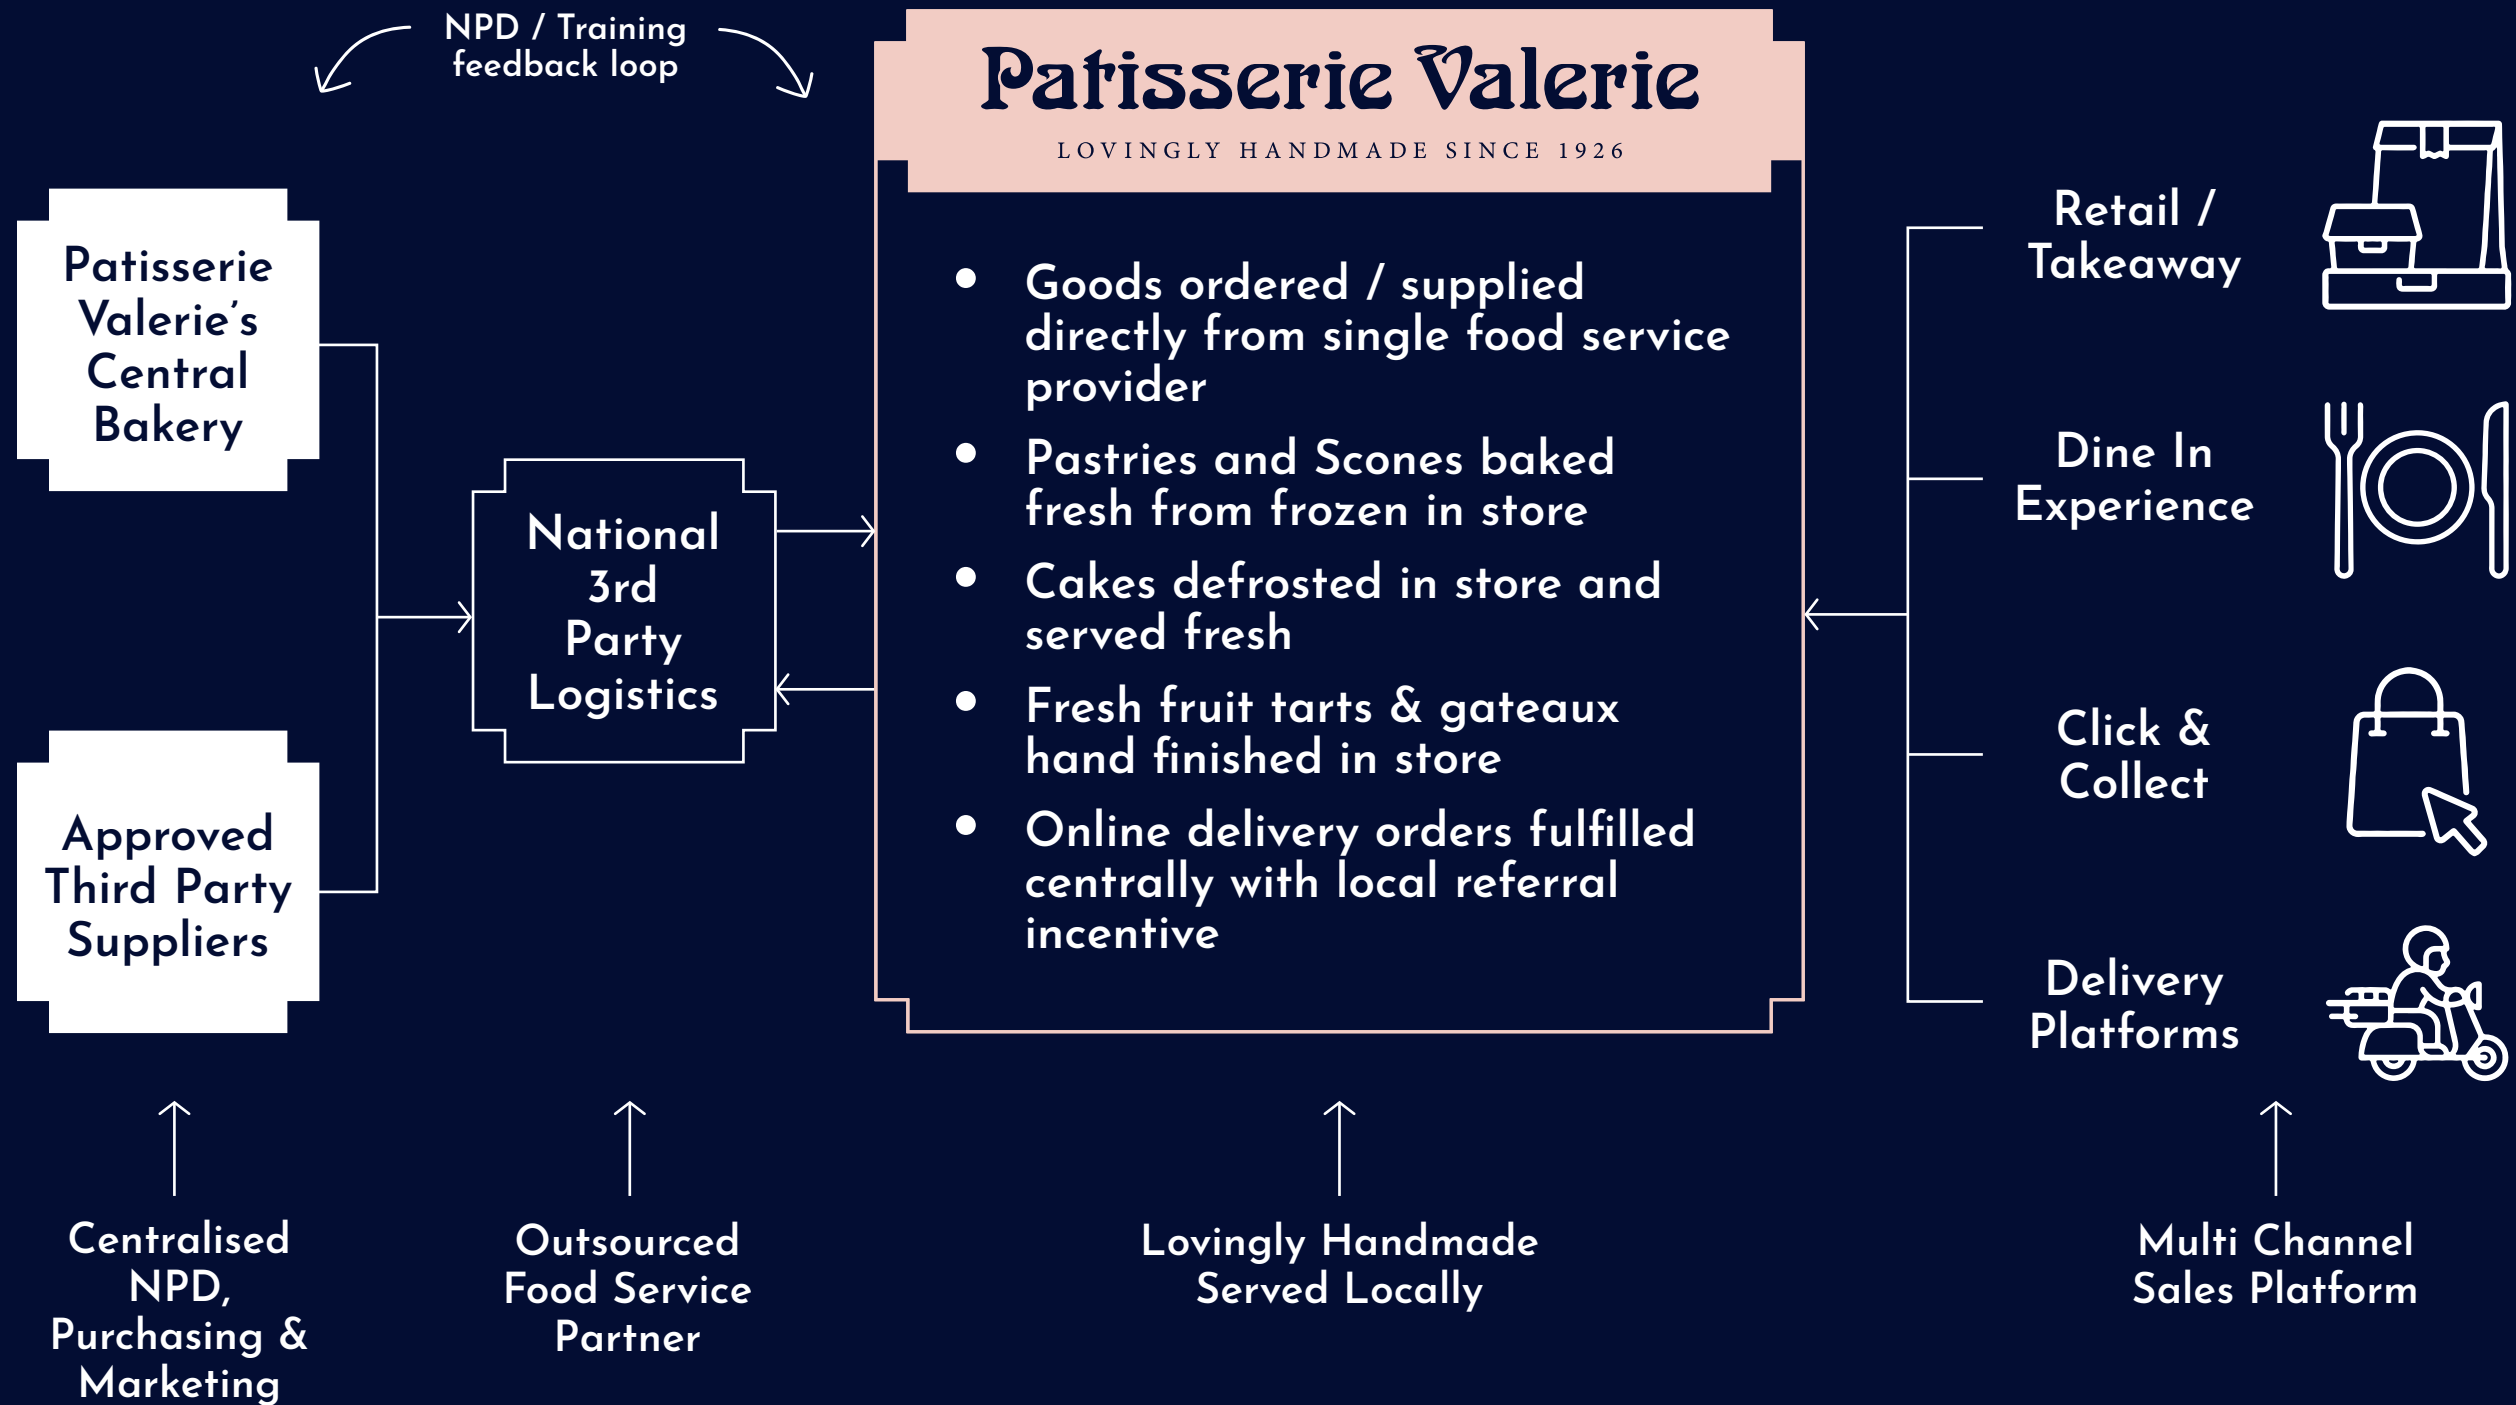 NPD / Training
feedback loop
Patisserie Valerie
LOVINGLY HANDMADE SINCE 1926
Patisserie
Valerie’s
Central
Bakery
Approved
Third Party
Suppliers
National
3rd
Party
Logistics
• Goods ordered / supplied
directly from single food service
provider
• Pastries and Scones baked
fresh from frozen in store
• Cakes defrosted in store and
served fresh
• Fresh fruit tarts & gateaux
hand finished in store
• Online delivery orders fulfilled
centrally with local referral
incentive
Retail /
Takeaway
Dine In
Experience
Click &
Collect
Delivery
Platforms
Centralised
NPD,
Purchasing &
Marketing
Outsourced
Food Service
Partner
Lovingly Handmade
Served Locally
Multi Channel
Sales Platform